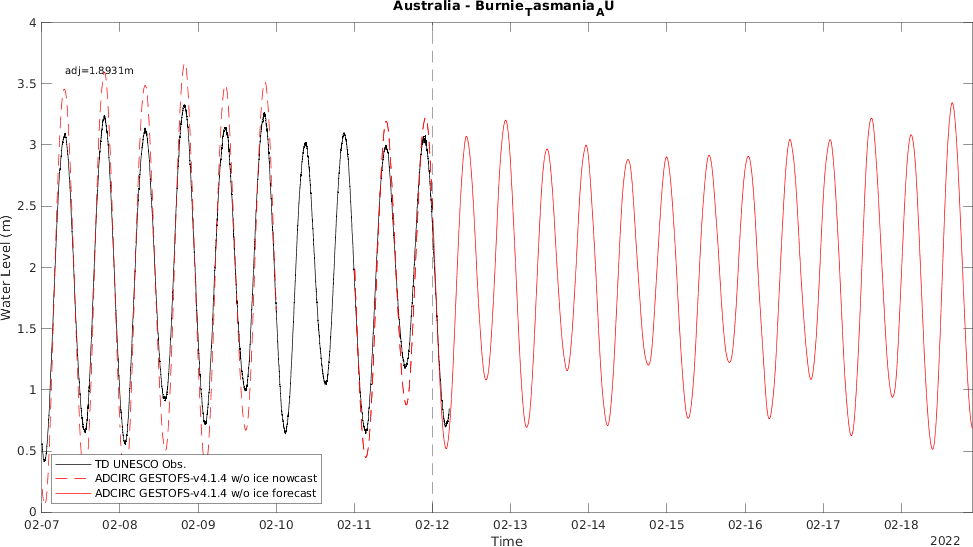 Australia - BurnieTasmaniaAU
4
adj=1.8931m
3.5
3
2.5
2
1.5
1
0.5
0
Water Level (m)
TD UNESCO Obs.
ADCIRC GESTOFS-v4.1.4 w/o ice nowcast
ADCIRC GESTOFS-v4.1.4 w/o ice forecast
02-07 02-08 02-09 02-10 02-11 02-12 02-13 02-14 02-15 02-16 02-17 02-18
Time
2022